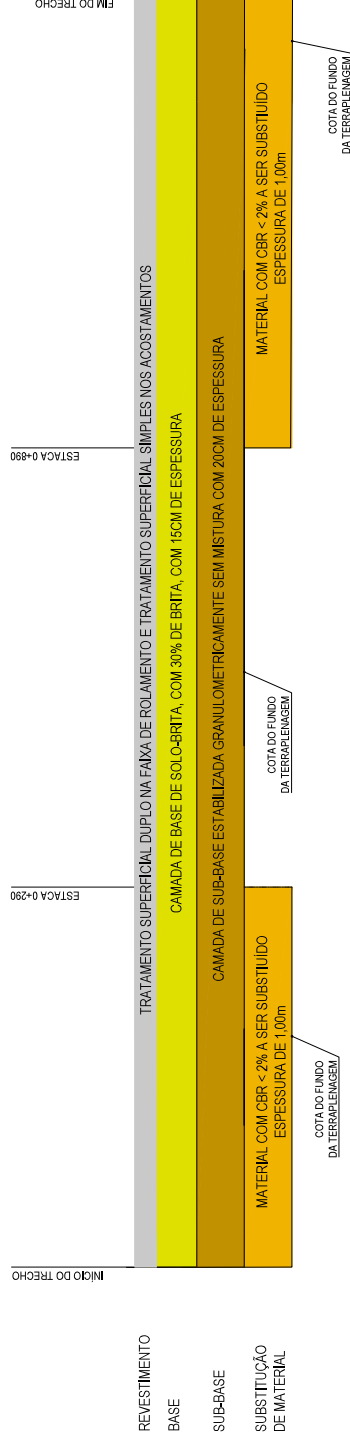 INÍCIO DO TRECHO
ESTACA 0+290
ESTACA 0+890
FIM DO TRECHO
REVESTIMENTO
TRATAMENTO SUPERFICIAL DUPLO NA FAIXA DE ROLAMENTO E TRATAMENTO SUPERFICIAL SIMPLES NOS ACOSTAMENTOS
BASE
CAMADA DE BASE DE SOLO-BRITA, COM 30% DE BRITA, COM 15CM DE ESPESSURA
SUB-BASE
CAMADA DE SUB-BASE ESTABILIZADA GRANULOMETRICAMENTE SEM MISTURA COM 20CM DE ESPESSURA
SUBSTITUÇÃO
DE MATERIAL
MATERIAL COM CBR < 2% A SER SUBSTIUÍDO
ESPESSURA DE 1,00m
MATERIAL COM CBR < 2% A SER SUBSTIUÍDO
ESPESSURA DE 1,00m
COTA DO FUNDO
DA TERRAPLENAGEM
COTA DO FUNDO
DA TERRAPLENAGEM
COTA DO FUNDO
DA TERRAPLENAGEM